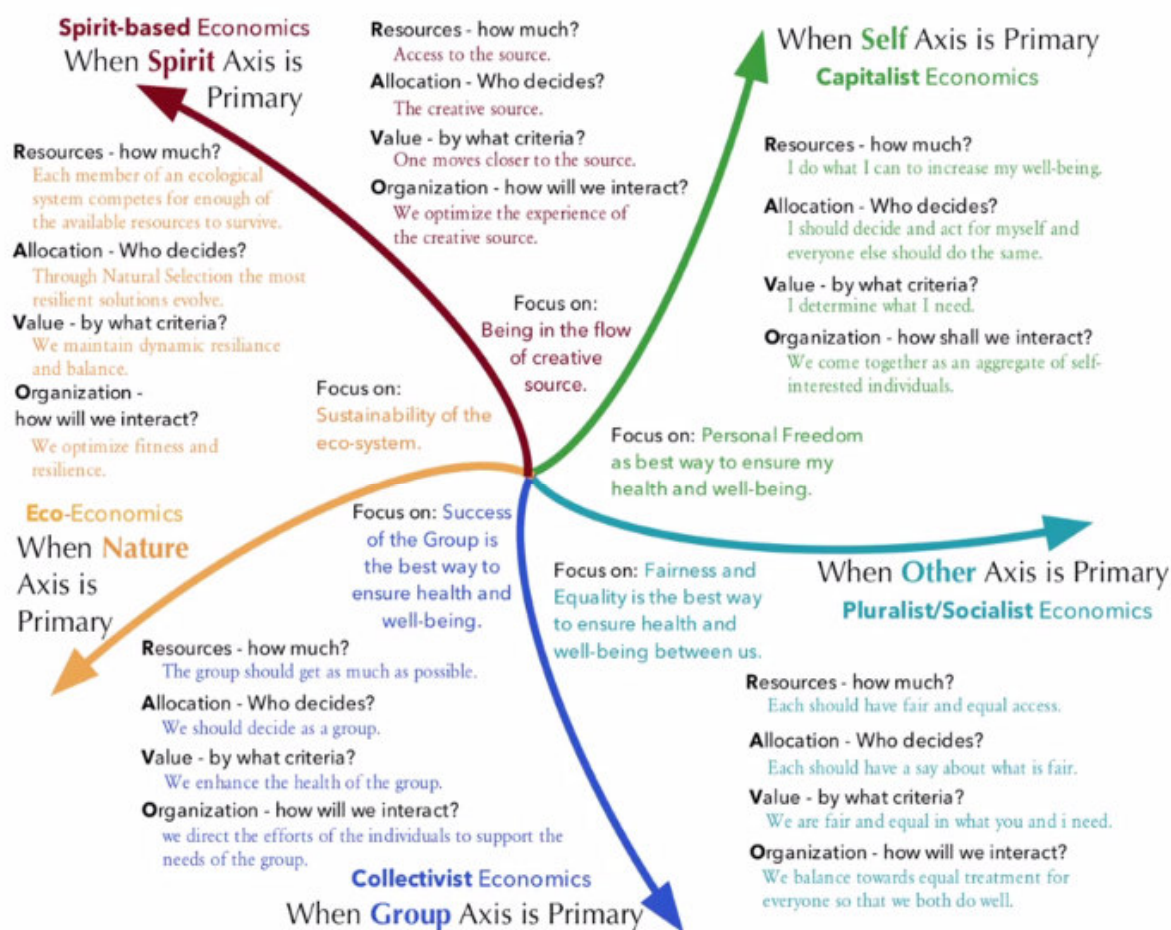 Spirit-based Economics
When Spirit Axis is
Primary
Resources - how much?
Access to the source.
Allocation - Who decides?
The creative source.
Value - by what criteria?
One moves closer to the source.
Organization - how will we interact?
We optimize the experience of
the creative source.
Focus on:
Being in the flow
of creative
source.
When Self Axis is Primary
Capitalist Economics
Resources - how much?
I do what I can to increase my well-being.
Allocation - Who decides?
I should decide and act for myself and
everyone else should do the same.
Value - by what criteria?
I determine what I need.
Organization - how shall we interact?
We come together as an aggregate of self-
interested individuals.
Focus on: Personal Freedom
as best way to ensure my
health and well-being.
Resources - how much?
Each member of an ecological
system competes for enough of
the available resources to survive.
Allocation - Who decides?
Through Natural Selection the most
resilient solutions evolve.
Value - by what criteria?
We maintain dynamic resiliance
and balance.
Organization -
how will we interact?
We optimize fitness and
resilience.
Focus on:
Sustainability of the
eco-system.
Eco-Economics
When Nature
Axis is
Primary
Focus on: Success
of the Group is
the best way to
ensure health and
well-being.
Resources - how much?
The group should get as much as possible.
Allocation - Who decides?
We should decide as a group.
Value - by what criteria?
We enhance the health of the group.
Organization - how will we interact?
we direct the efforts of the individuals to support the
needs of the group.
Collectivist Economics
When Group Axis is Primary
Focus on: Fairness and
Equality is the best way
to ensure health and
well-being between us.
When Other Axis is Primary
Pluralist/Socialist Economics
Resources - how much?
Each should have fair and equal access.
Allocation - Who decides?
Each should have a say about what is fair.
Value - by what criteria?
We are fair and equal in what you and i need.
Organization - how will we interact?
We balance towards equal treatment for
everyone so that we both do well.